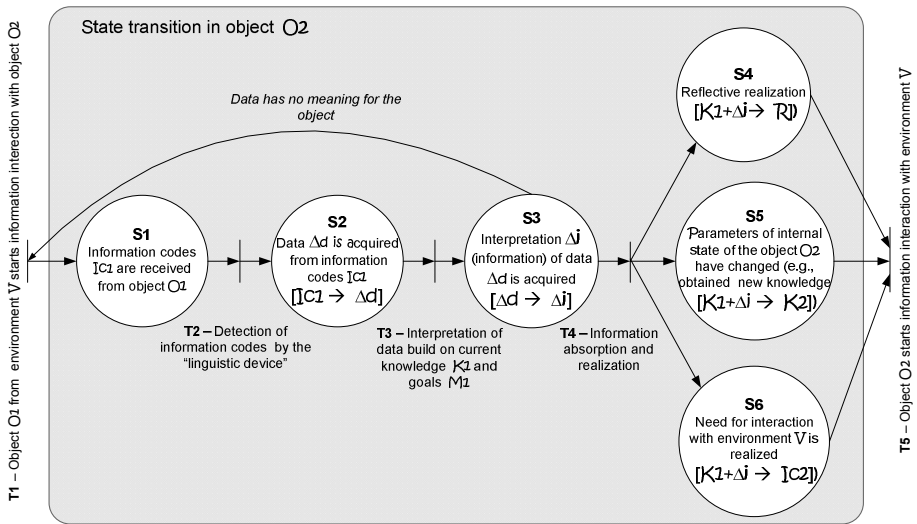 State transition in object O2
T1 – Object O1 from environment V starts information interection with object O2
Data has no meaning for the
object
S1
Information codes
IC1 are received
from object O1
T2 – Detection of
information codes by the
“linguistic device”
S2
Data Δd is acquired
from information
codes IC1
[IC1 → Δd]
T3 – Interpretation of
data build on current
knowledge K1 and
goals M1
S3
Interpretation Δi
(information) of data
Δd is acquired
[Δd → Δi]
T4 – Information
absorption and
realization
S4
Reflective realization
[K1+Δi → R])
S5
Parameters of internal
state of the object O2
have changed (e.g.,
obtained new knowledge
[K1+Δi → K2])
S6
Need for interaction
with environment V is
realized
[K1+Δi → IC2])
T5 – Object O2 starts information interaction with environment V